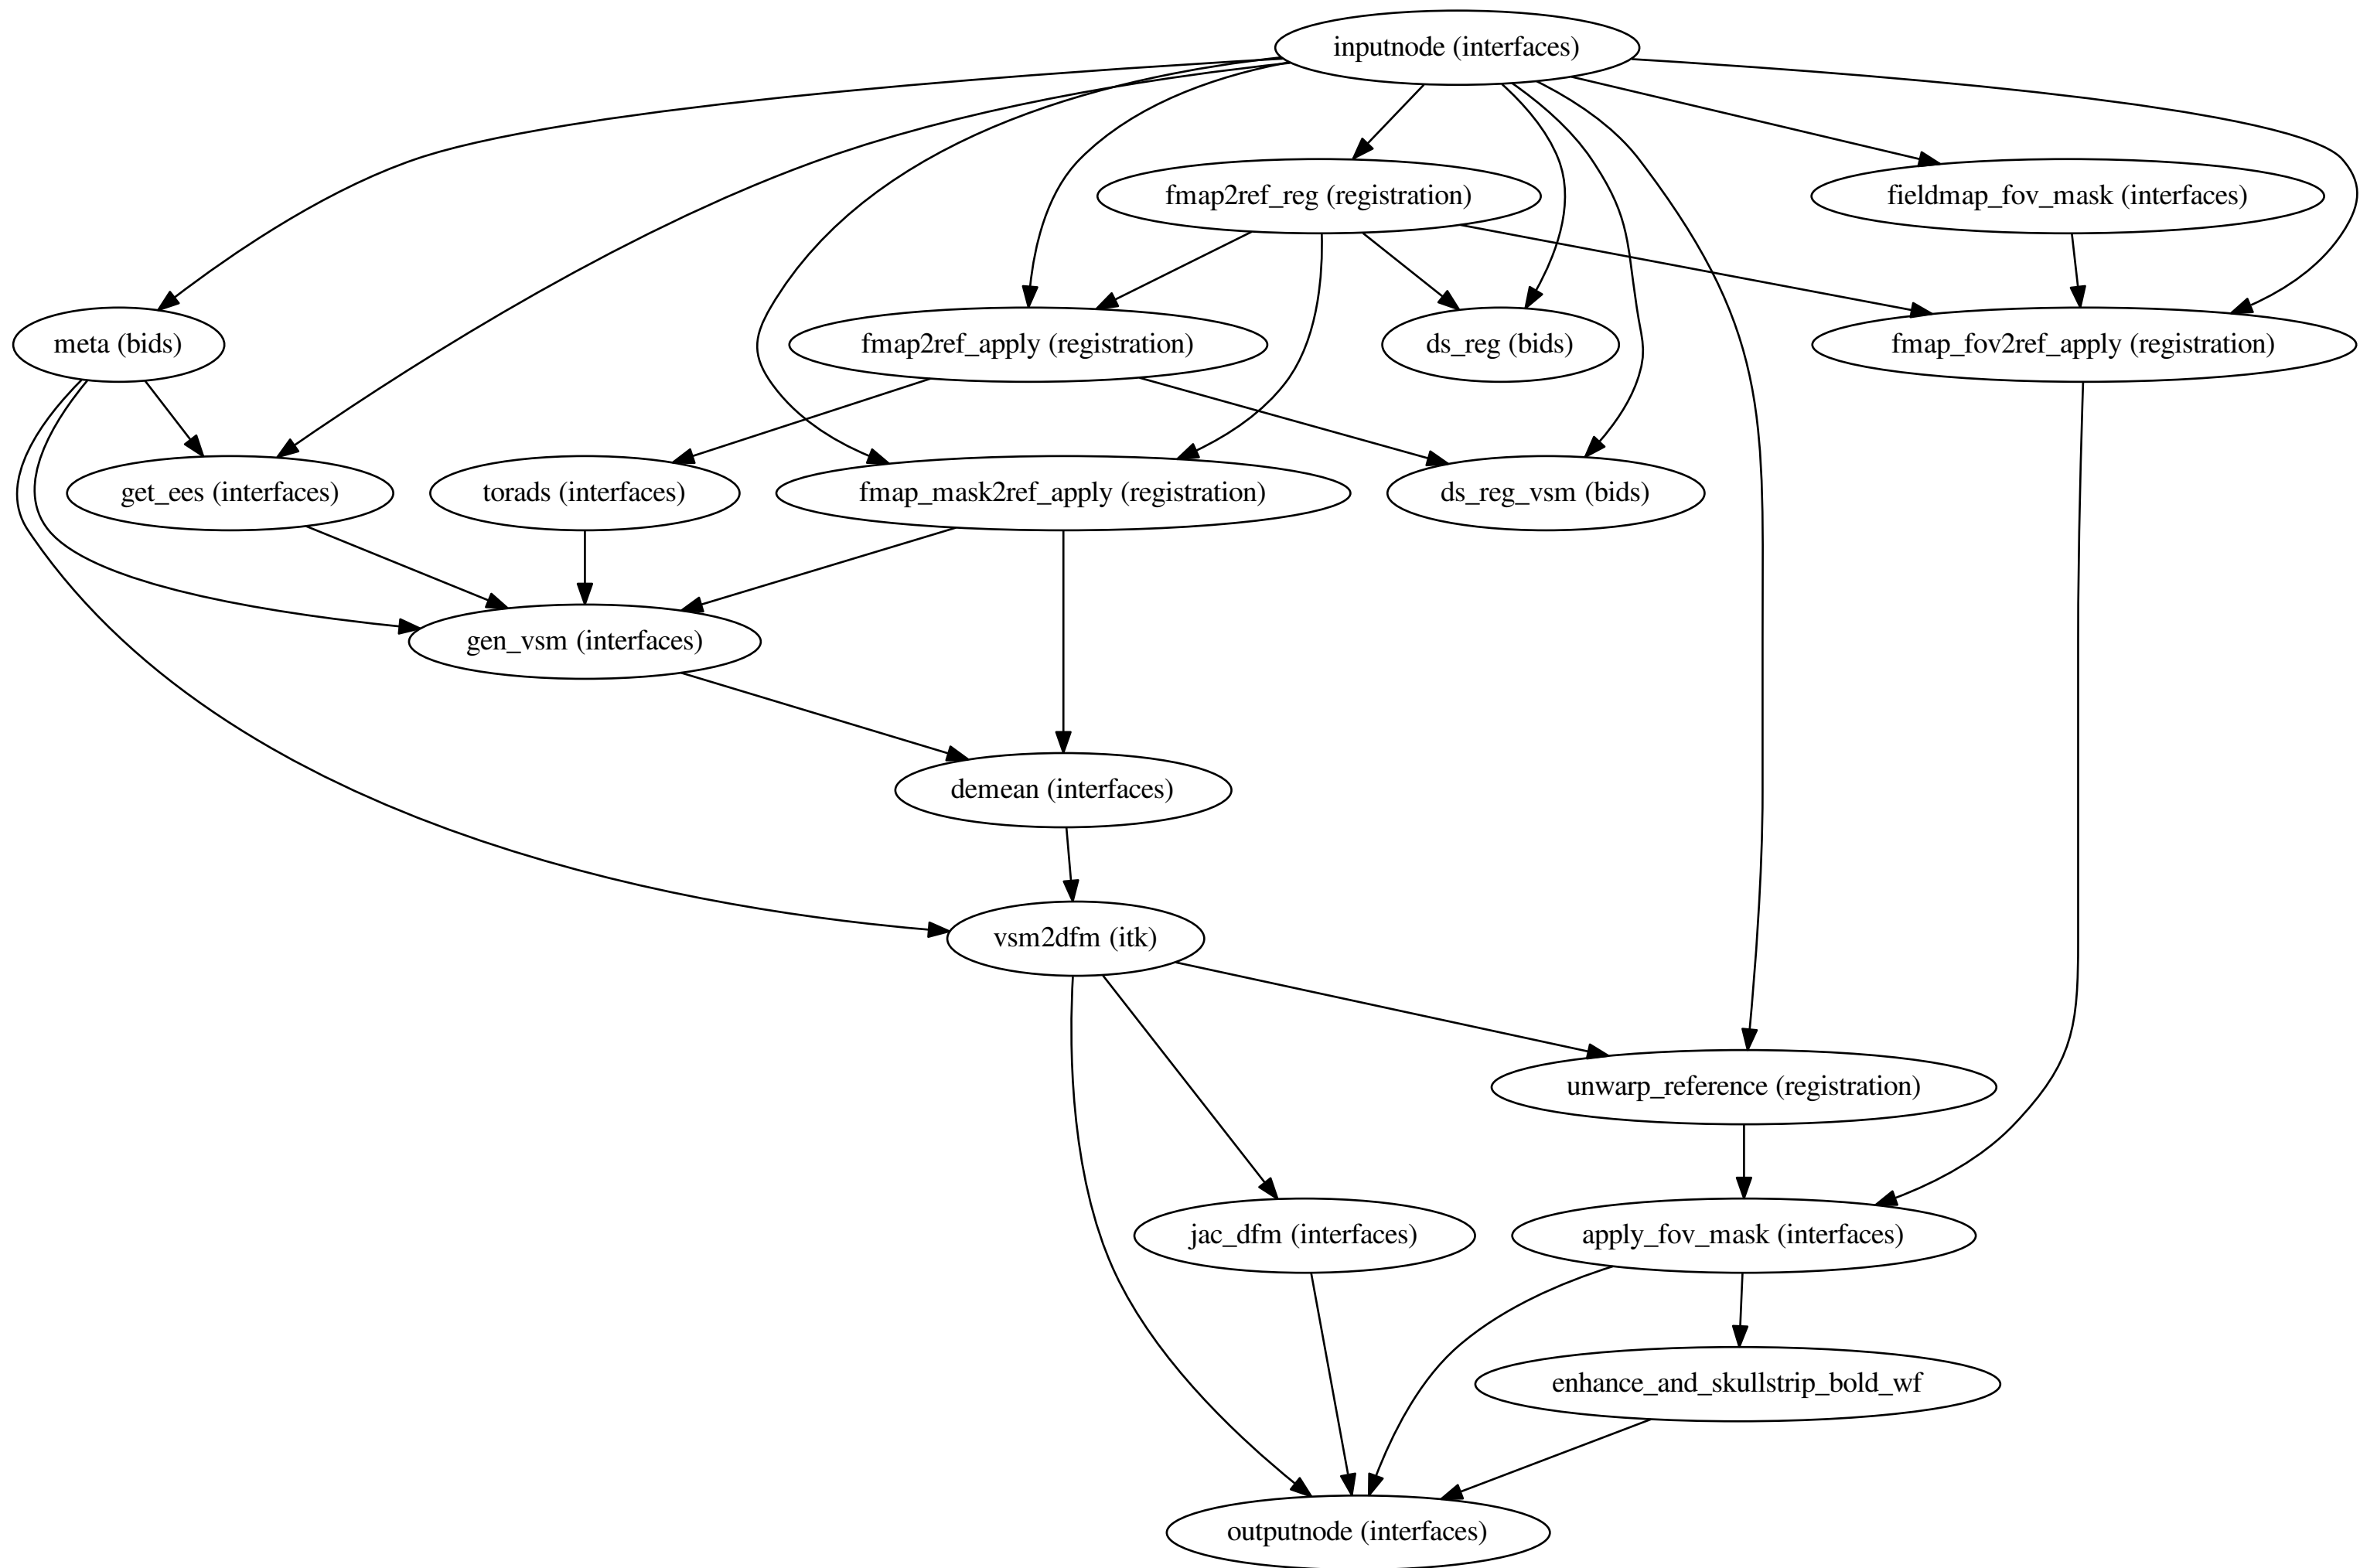 inputnode (interfaces)
fmap2ref_reg (registration)
fieldmap_fov_mask (interfaces)
meta (bids)
fmap2ref_apply (registration)
ds_reg (bids)
fmap_fov2ref_apply (registration)
get_ees (interfaces)
torads (interfaces)
fmap_mask2ref_apply (registration)
ds_reg_vsm (bids)
gen_vsm (interfaces)
demean (interfaces)
vsm2dfm (itk)
unwarp_reference (registration)
jac_dfm (interfaces)
apply_fov_mask (interfaces)
enhance_and_skullstrip_bold_wf
outputnode (interfaces)